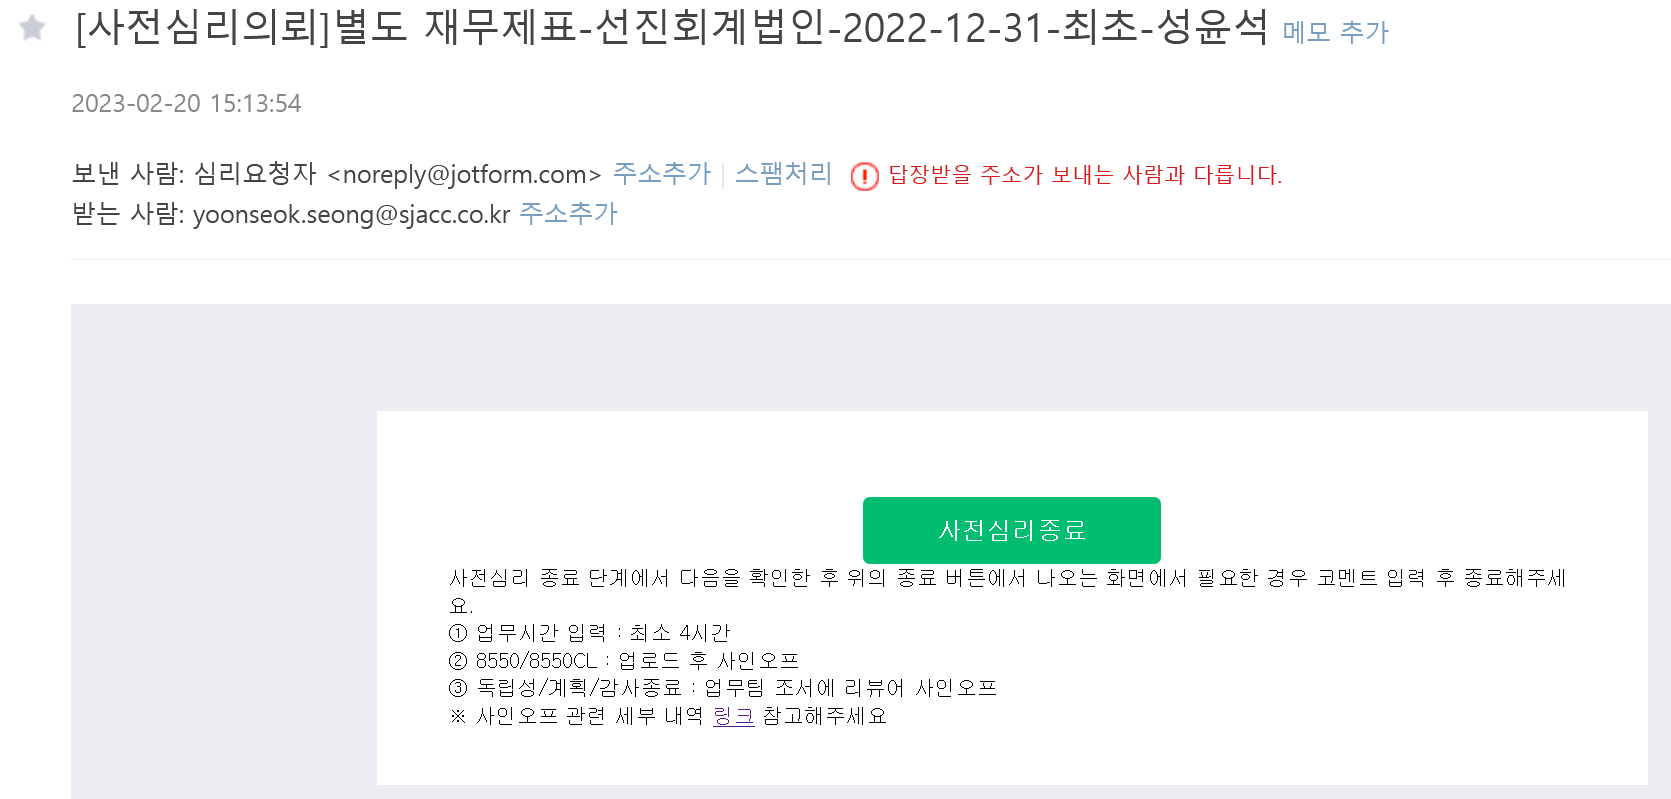 [사전심리의뢰]별도 재무제표-선진회계법인-2022-12-31-최초-성윤석 메모 추가
2023-02-20 15:13:54
보낸 사람: 심리요청자 <noreply@jotform.com> 주소추가 | 스팸처리 답장받을 주소가 보내는 사람과 다릅니다.
받는 사람: yoonseok.seong@sjacc.co.kr 주소추가
사전심리종료
사전심리 종료 단계에서 다음을 확인한 후 위의 종료 버튼에서 나오는 화면에서 필요한 경우 코멘트 입력 후 종료해주세
요.
① 업무시간 입력 : 최소 4시간
② 8550/8550CL : 업로드 후 사인오프
③ 독립성/계획/감사종료 : 업무팀 조서에 리뷰어 사인오프
※ 사인오프 관련 세부 내역 링크 참고해주세요